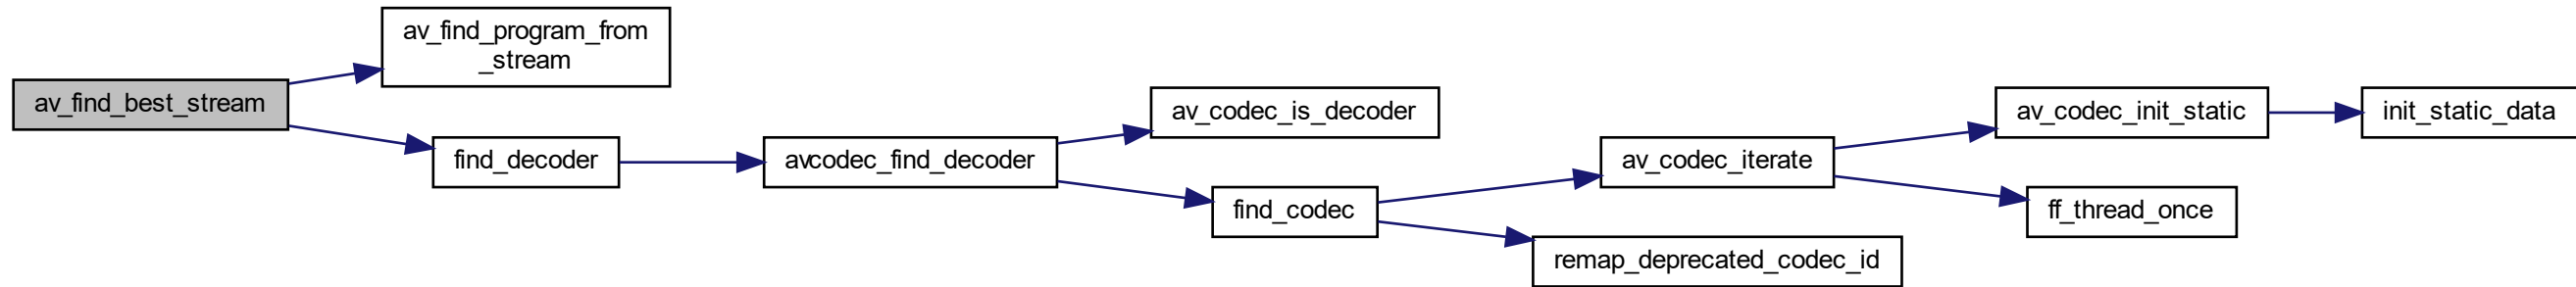 av_find_best_stream
av_find_program_from
_stream
find_decoder
avcodec_find_decoder
av_codec_is_decoder
find_codec
av_codec_iterate
remap_deprecated_codec_id
av_codec_init_static
ff_thread_once
init_static_data